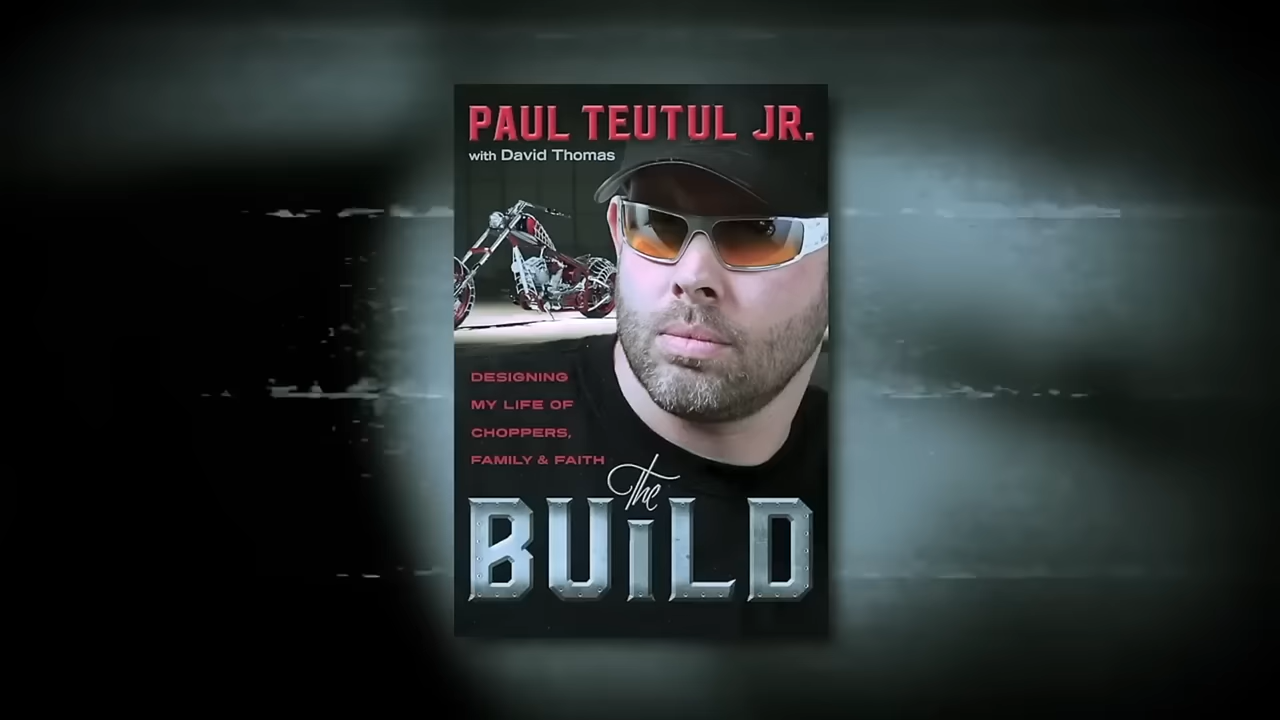 PAUL TEUTUL JR.
with David Thomas
DESIGNING
MY LIFE OF
CHOPPERS,
FAMILY & FAITH
The
BUiLD